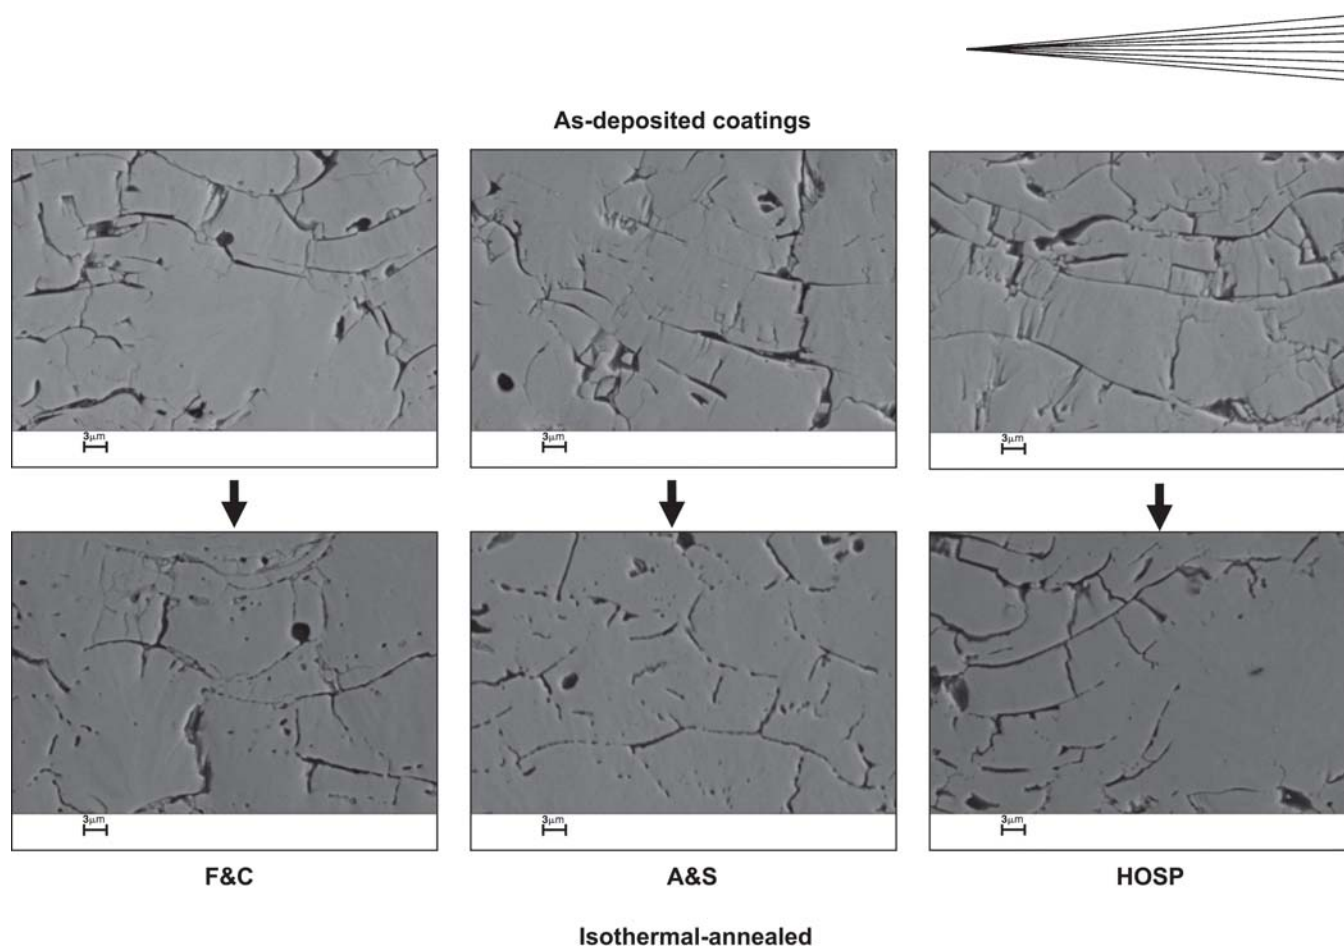 As-deposited coatings
3µm
3µm
3µm
3µm
3µm
3µm
F&C
A&S
HOSP
Isothermal-annealed